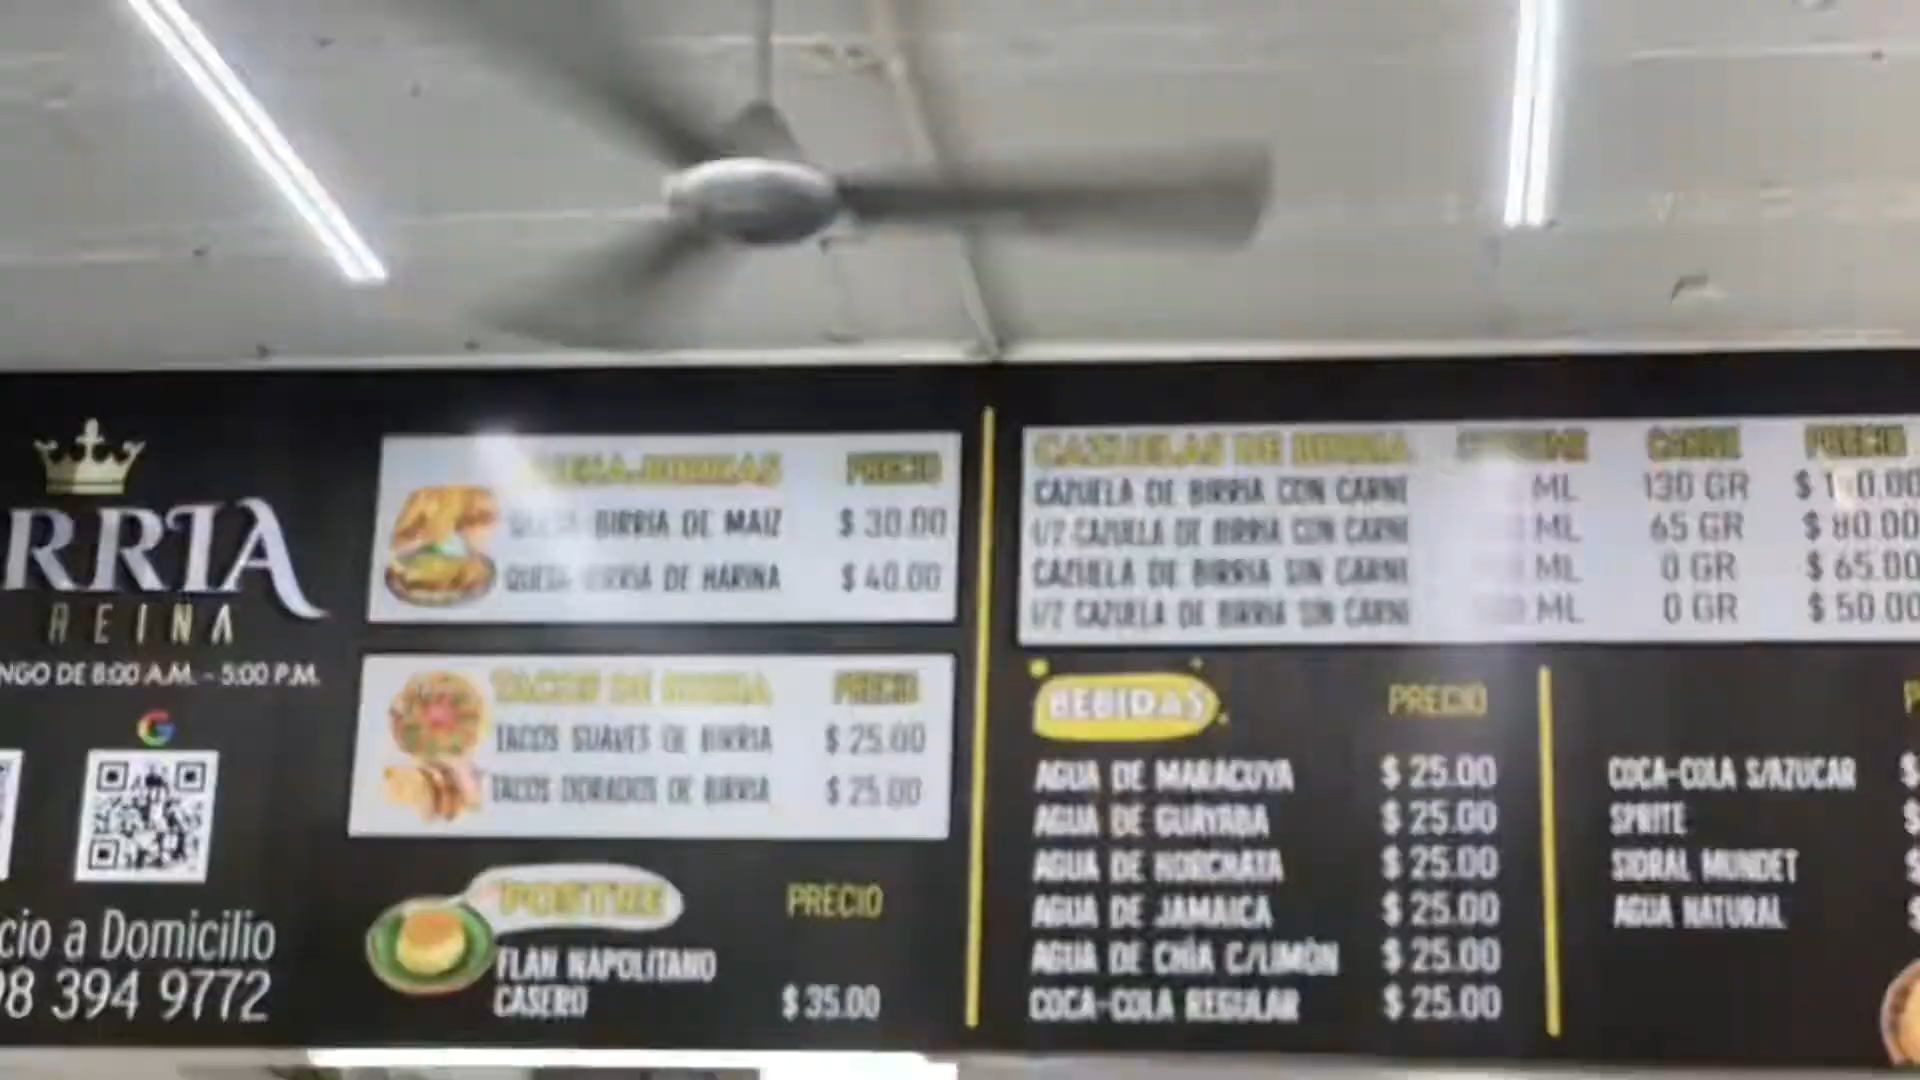 RRIA
REINA
NGO DE 8:00 A.M. - 5:00 P.M.
cio a Domicilio
98 394 9772
PRECIO
BIRRIA DE MAIZ $ 30.00
QUESA BIRRIA DE HARINA $ 40.00
TACOS DE BIRRIA PRECIO
TACOS SUAVES DE BIRRIA $ 25.00
TACOS DORADOS DE BIRRIA $ 25.00
POSTRE PRECIO
FLAN NAPOLITANO
CASERO $ 35.00
CAZUELAS DE BIRRIA CARNE PRECIO
CAZUELA DE BIRRIA CON CARNE ML 130 GR
1/2 CAZUELA DE BIRRIA CON CARNE ML 65 GR $ 80.00
CAZUELA DE BIRRIA SIN CARNE ML 0 GR $ 65.00
1/2 CAZUELA DE BIRRIA SIN CARNE ML 0 GR $ 50.00
BEBIDAS PRECIO
AGUA DE MARACUYA $ 25.00
AGUA DE GUAYABA $ 25.00
AGUA DE HORCHATA $ 25.00
AGUA DE JAMAICA $ 25.00
AGUA DE CHÍA C/LIMÓN $ 25.00
COCA-COLA REGULAR $ 25.00
COCA-COLA S/AZUCAR $
SPRITE $
SIDRAL MUNDET $
AGUA NATURAL $